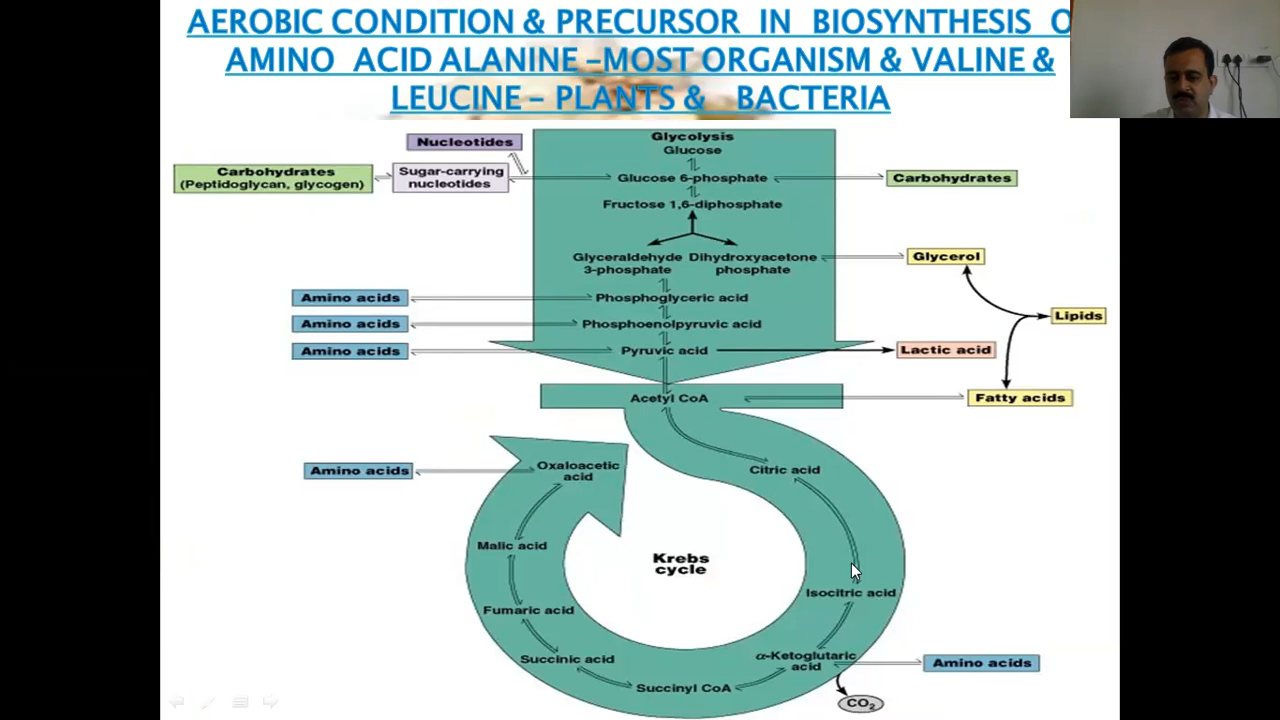 AEROBIC CONDITION & PRECURSOR IN BIOSYNTHESIS O
AMINO ACID ALANINE –MOST ORGANISM & VALINE &
LEUCINE – PLANTS & BACTERIA
Glycolysis
Nucleotides
Glucose
Carbohydrates
(Peptidoglycan, glycogen)
Sugar-carrying
nucleotides
Glucose 6-phosphate
Carbohydrates
Fructose 1,6-diphosphate
Glyceraldehyde
3-phosphate
Dihydroxyacetone
phosphate
Glycerol
Amino acids
Phosphoglyceric acid
Lipids
Amino acids
Phosphoenolpyruvic acid
Amino acids
Pyruvic acid
Lactic acid
Acetyl CoA
Fatty acids
Amino acids
Oxaloacetic
acid
Citric acid
Malic acid
Krebs
cycle
Isocitric acid
Fumaric acid
Succinic acid
α-Ketoglutaric
acid
Amino acids
Succinyl CoA
CO₂